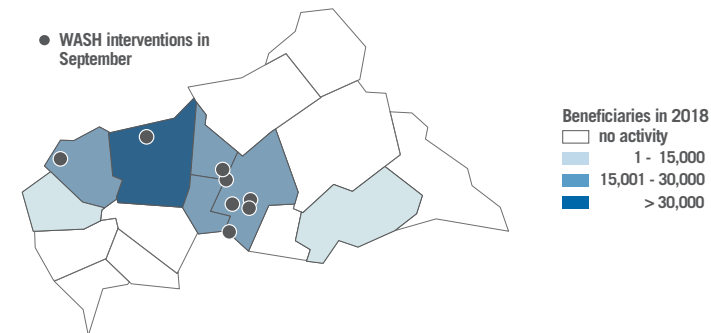 WASH interventions in
September
Beneficiaries in 2018
no activity
1 - 15,000
15,001 - 30,000
> 30,000